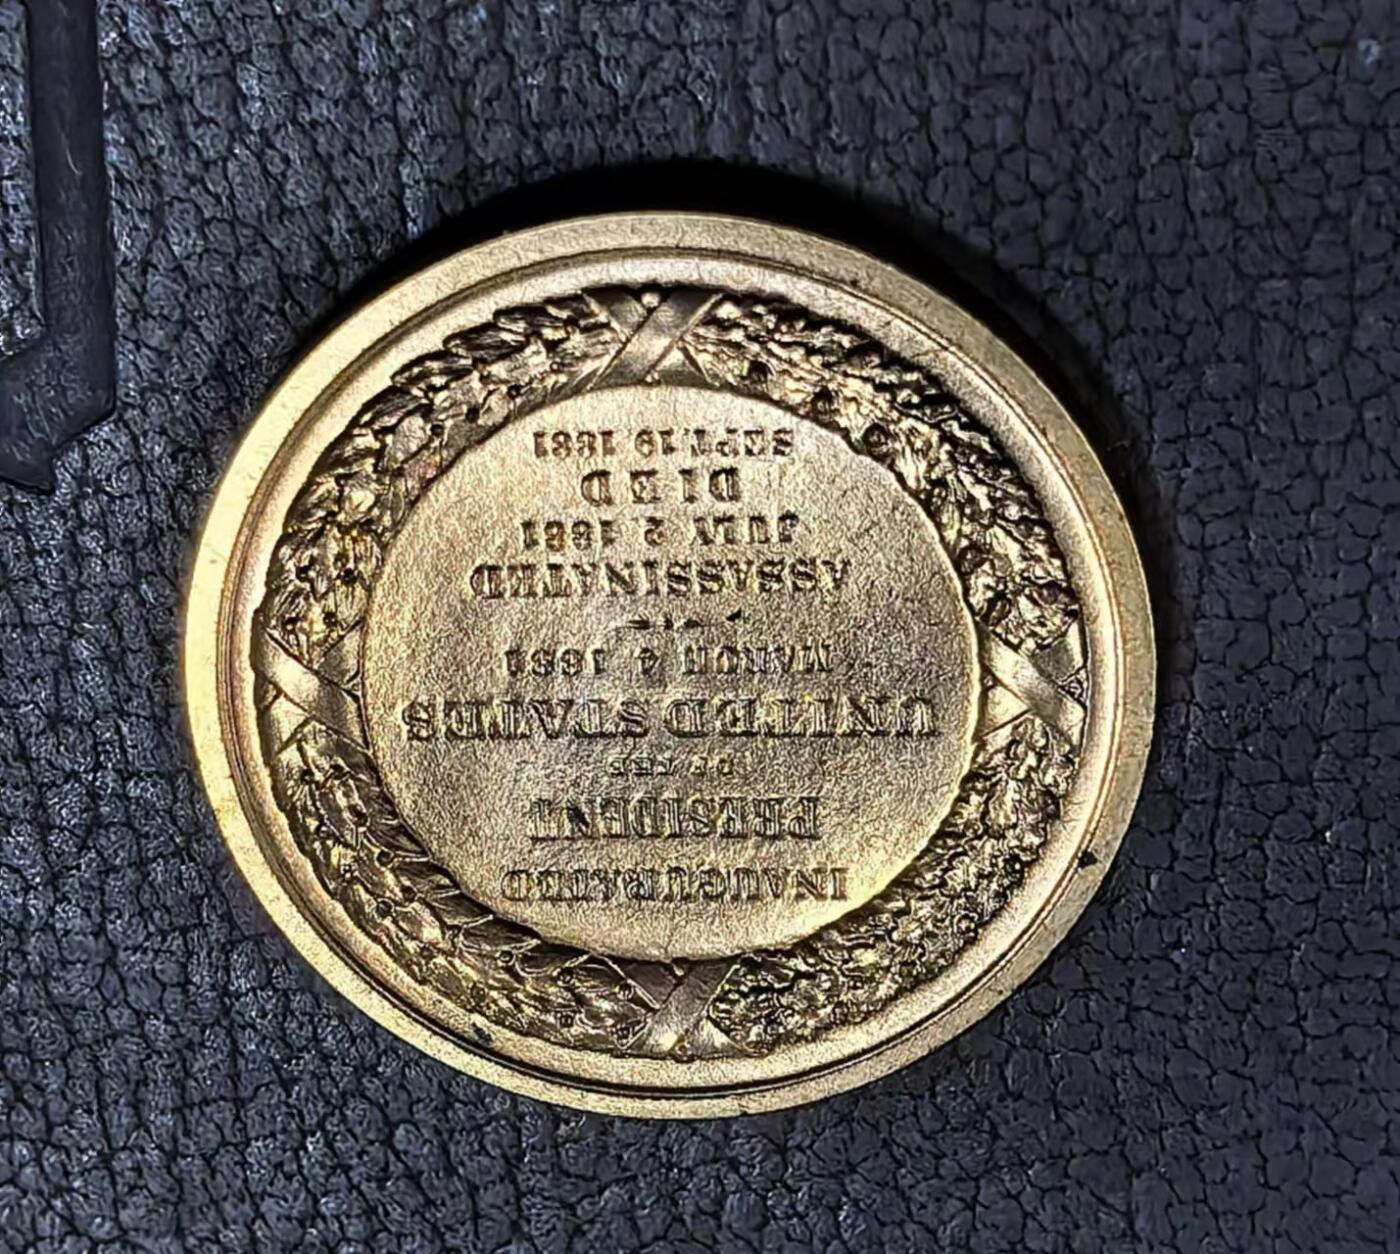 INAUGURATED
PRESIDENT
OF THE
UNITED STATES
MARCH 4 1881
ASSASSINATED
JULY 2 1881
DIED
SEPT. 19 1881